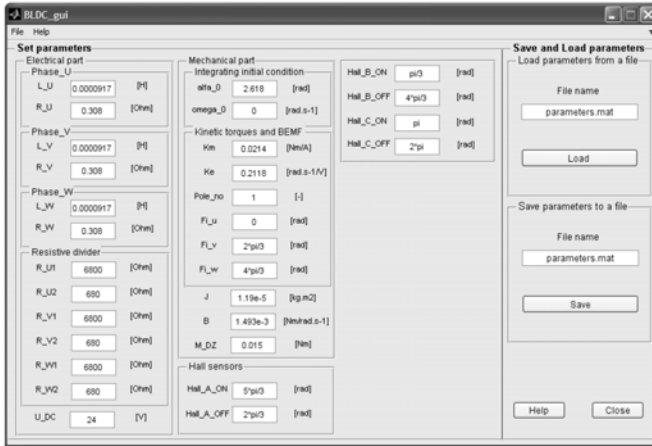 BLDC_gui
File Help
Set parameters
Electrical part
Phase_U
L_U 0.0000917 [H]
R_U 0.308 [Ohm]
Phase_V
L_V 0.0000917 [H]
R_V 0.308 [Ohm]
Phase_W
L_W 0.0000917 [H]
R_W 0.308 [Ohm]
Resistive divider
R_U1 6800 [Ohm]
R_U2 680 [Ohm]
R_V1 6800 [Ohm]
R_V2 680 [Ohm]
R_W1 6800 [Ohm]
R_W2 680 [Ohm]
U_DC 24 [V]
Mechanical part
Integrating initial condition
alfa_0 2.618 [rad]
omega_0 0 [rad.s-1]
Kinetic torques and BEMF
Km 0.0214 [Nm/A]
Ke 0.2118 [rad.s-1/V]
Pole_no 1 [-]
Fi_u 0 [rad]
Fi_v 2*pi/3 [rad]
Fi_w 4*pi/3 [rad]
J 1.19e-5 [kg.m2]
B 1.493e-3 [Nm/rad.s-1]
M_DZ 0.015 [Nm]
Hall sensors
Hall_A_ON 5*pi/3 [rad]
Hall_A_OFF 2*pi/3 [rad]
Hall_B_ON pi/3 [rad]
Hall_B_OFF 4*pi/3 [rad]
Hall_C_ON pi [rad]
Hall_C_OFF 2*pi [rad]
Save and Load parameters
Load parameters from a file
File name
parameters.mat
Load
Save parameters to a file
File name
parameters.mat
Save
Help Close